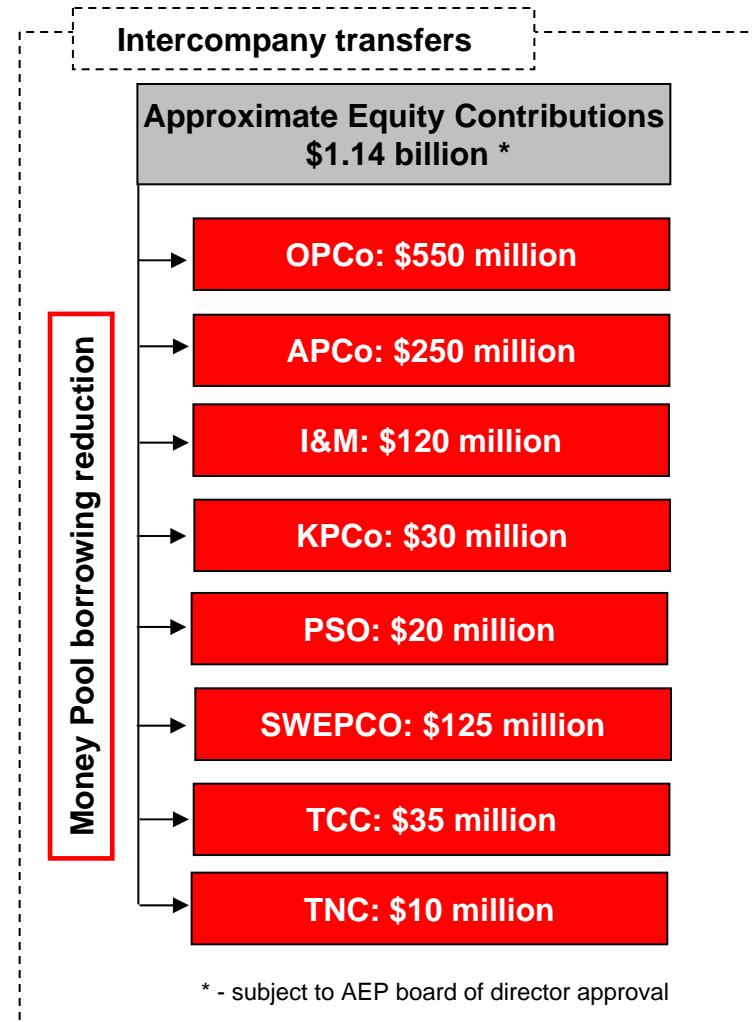 Intercompany transfers
Approximate Equity Contributions
$1.14 billion *
Money Pool borrowing reduction
OPCo: $550 million
APCo: $250 million
I&M: $120 million
KPCo: $30 million
PSO: $20 million
SWEPCO: $125 million
TCC: $35 million
TNC: $10 million
* - subject to AEP board of director approval